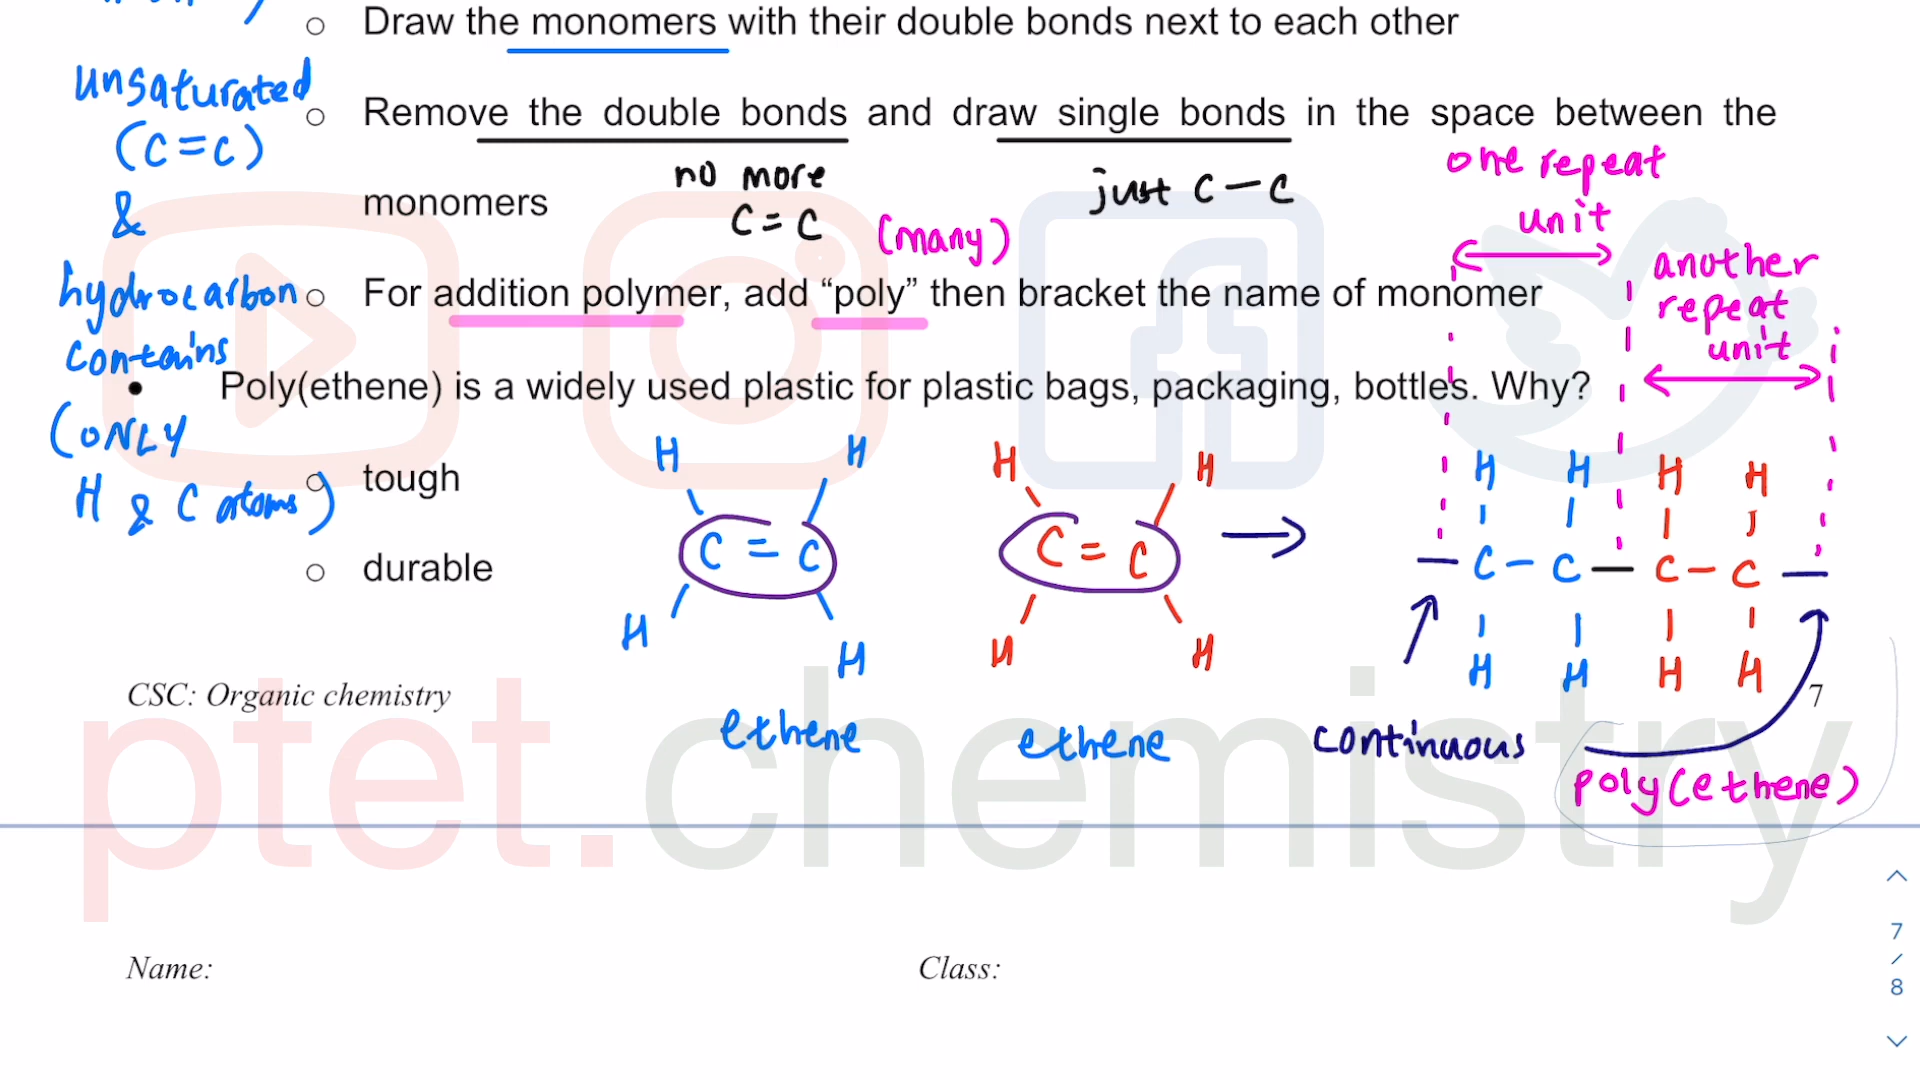 Draw the monomers with their double bonds next to each other
unsaturated
(C=C)
&
hydrocarbon
contains
(ONLY
H & C atoms)
Remove the double bonds and draw single bonds in the space between the
monomers
no more
C=C
just C–C
(many)
For addition polymer, add “poly” then bracket the name of monomer
Poly(ethene) is a widely used plastic for plastic bags, packaging, bottles. Why?
tough
durable
one repeat
unit
another
repeat
unit
H H H H H H H H
C = C C = C – C – C – C – C –
H H H H H H H H
ethene ethene continuous
poly(ethene)
CSC: Organic chemistry 7
ptet.chemistry
Name: Class:
7
/
8